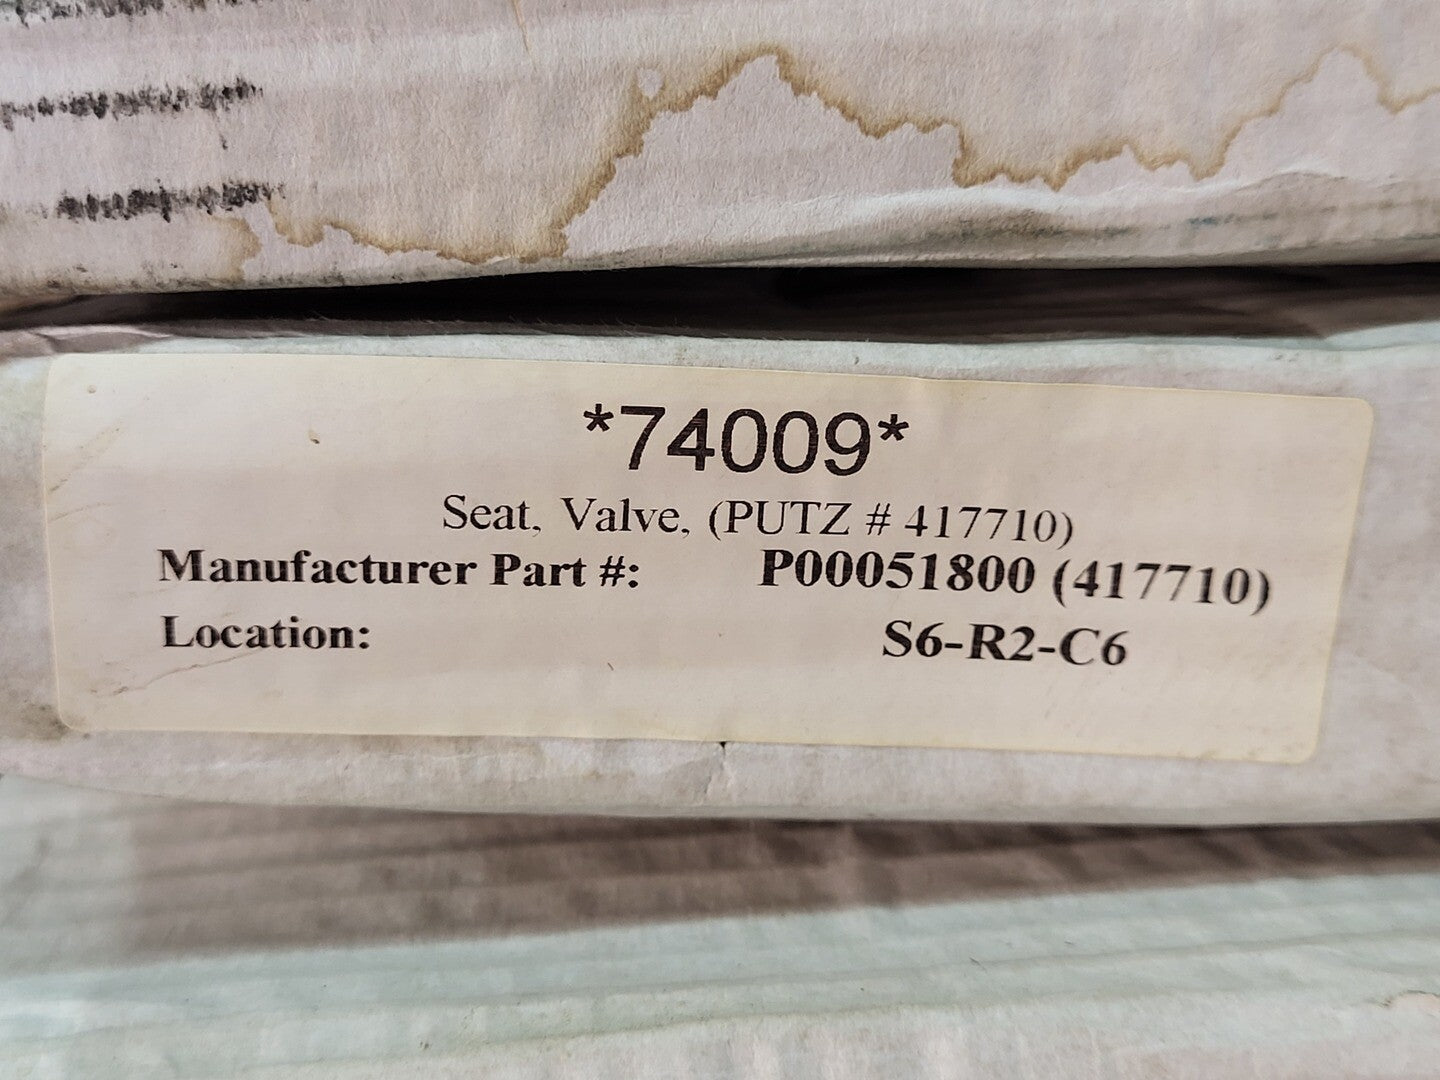 *74009*
Seat, Valve, (PUTZ # 417710)
Manufacturer Part #: P00051800 (417710)
Location: S6-R2-C6